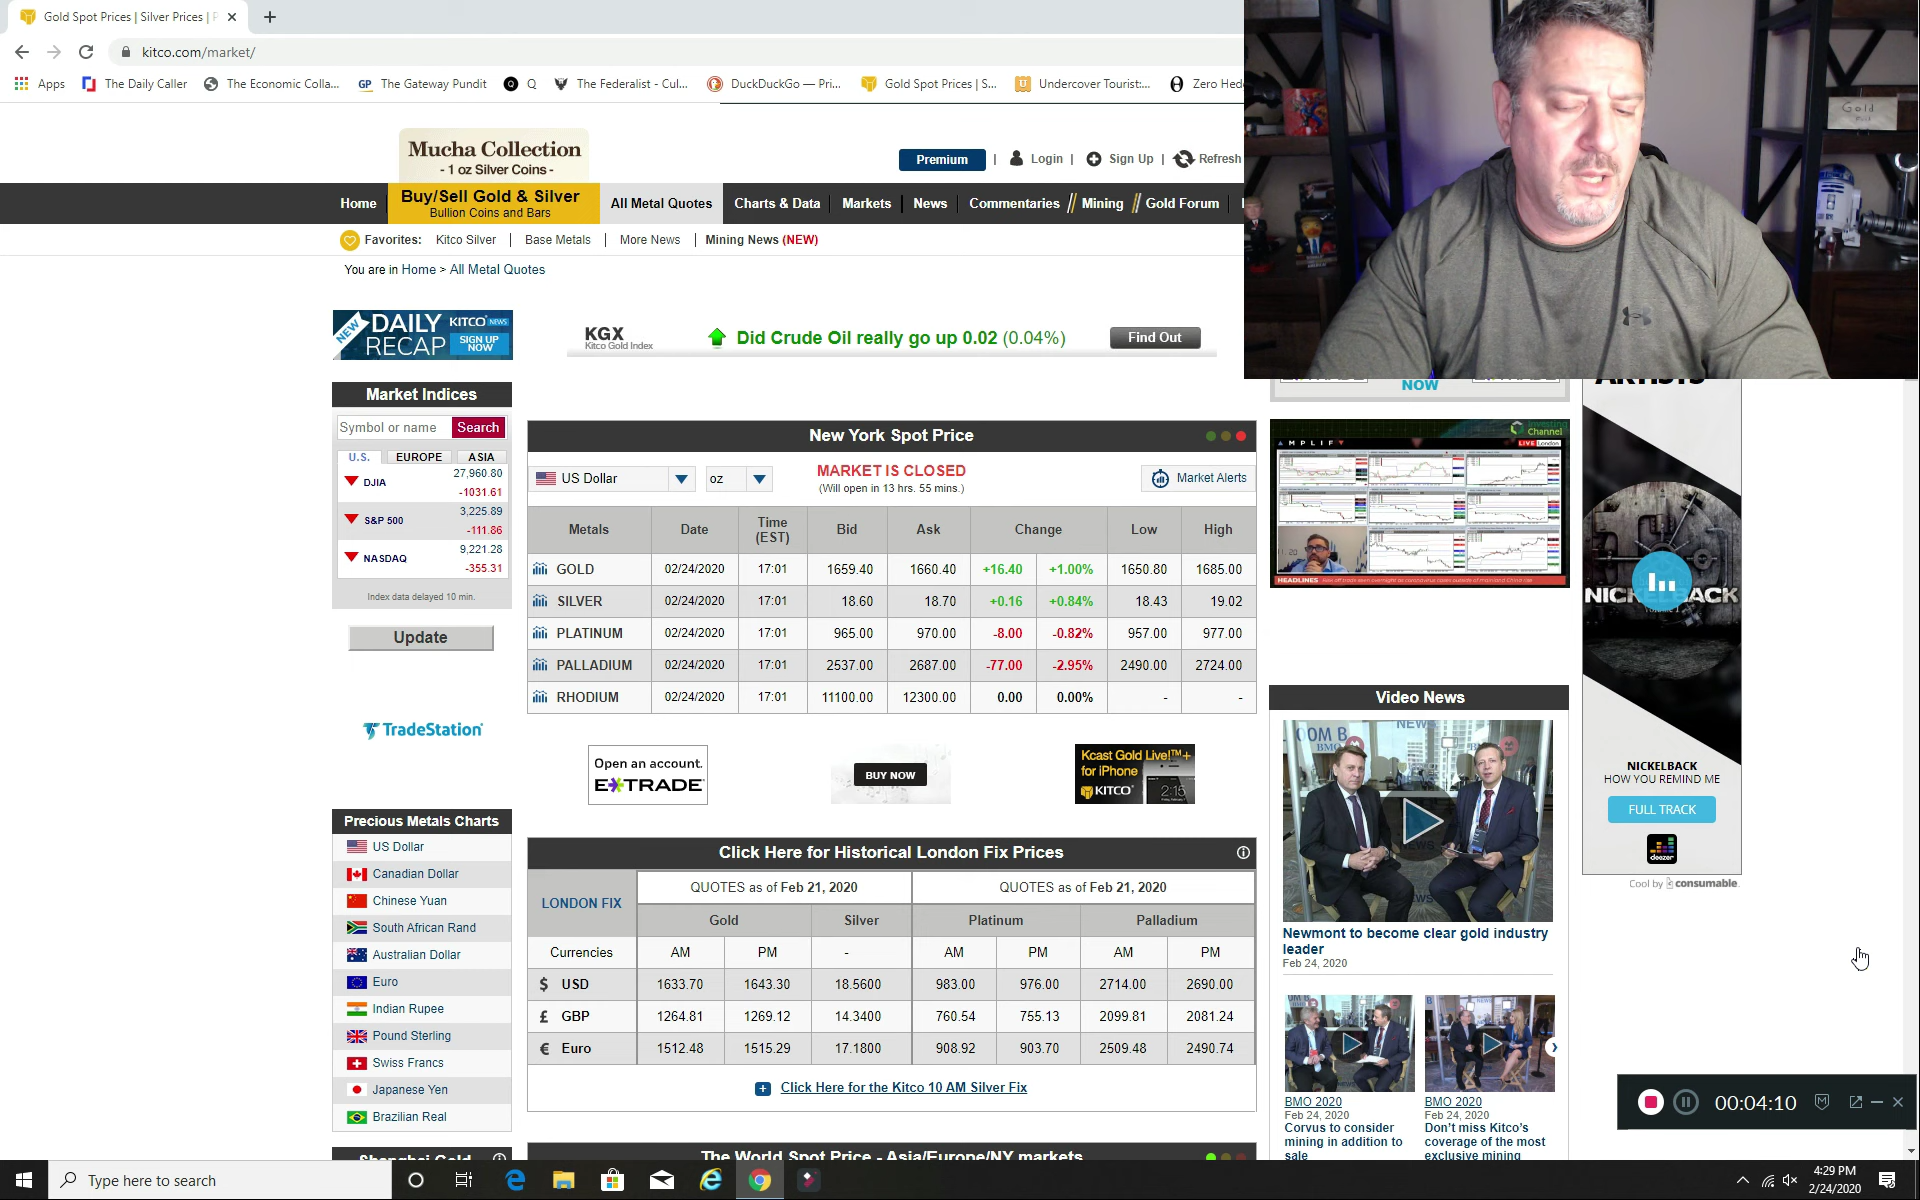 Gold Spot Prices | Silver Prices |
kitco.com/market/
Apps
The Daily Caller
The Economic Colla...
GP The Gateway Pundit
Q Q
The Federalist - Cul...
DuckDuckGo — Pri...
Gold Spot Prices | S...
Undercover Tourist:...
Zero Hed
Mucha Collection
- 1 oz Silver Coins -
Premium | Login | Sign Up | Refresh
Home
Buy/Sell Gold & Silver
Bullion Coins and Bars
All Metal Quotes
Charts & Data
Markets
News
Commentaries
Mining
Gold Forum
Favorites: Kitco Silver | Base Metals | More News | Mining News (NEW)
You are in Home > All Metal Quotes
NEW
DAILY RECAP
KITCO NEWS
SIGN UP NOW
KGX
Kitco Gold Index
Did Crude Oil really go up 0.02 (0.04%)
Find Out
Market Indices
Symbol or name Search
U.S. EUROPE ASIA
DJIA 27,960.80
-1031.61
S&P 500 3,225.89
-111.86
NASDAQ 9,221.28
-355.31
Index data delayed 10 min.
Update
TradeStation
New York Spot Price
US Dollar oz
MARKET IS CLOSED
(Will open in 13 hrs. 55 mins.)
Market Alerts
Metals Date Time (EST) Bid Ask Change Low High
GOLD 02/24/2020 17:01 1659.40 1660.40 +16.40 +1.00% 1650.80 1685.00
SILVER 02/24/2020 17:01 18.60 18.70 +0.16 +0.84% 18.43 19.02
PLATINUM 02/24/2020 17:01 965.00 970.00 -8.00 -0.82% 957.00 977.00
PALLADIUM 02/24/2020 17:01 2537.00 2687.00 -77.00 -2.95% 2490.00 2724.00
RHODIUM 02/24/2020 17:01 11100.00 12300.00 0.00 0.00% - -
Open an account.
E*TRADE
BUY NOW
Kcast Gold Live!™+
for iPhone
KITCO
2:15
Precious Metals Charts
US Dollar
Canadian Dollar
Chinese Yuan
South African Rand
Australian Dollar
Euro
Indian Rupee
Pound Sterling
Swiss Francs
Japanese Yen
Brazilian Real
Shanghai Gold
Click Here for Historical London Fix Prices
LONDON FIX
QUOTES as of Feb 21, 2020 QUOTES as of Feb 21, 2020
Gold Silver Platinum Palladium
Currencies AM PM - AM PM AM PM
$ USD 1633.70 1643.30 18.5600 983.00 976.00 2714.00 2690.00
£ GBP 1264.81 1269.12 14.3400 760.54 755.13 2099.81 2081.24
€ Euro 1512.48 1515.29 17.1800 908.92 903.70 2509.48 2490.74
Click Here for the Kitco 10 AM Silver Fix
The World Spot Price - Asia/Europe/NY markets
Gold
NOW
ARTISTS
Channel
AMPLIFY
LIVE London
HEADLINES
NICKELBACK
NICKELBACK
HOW YOU REMIND ME
FULL TRACK
deezer
Cool by consumable.
Video News
NEWS
BMO
Newmont to become clear gold industry
leader
Feb 24, 2020
BMO 2020
Feb 24, 2020
Corvus to consider
mining in addition to
sale
BMO 2020
Feb 24, 2020
Don't miss Kitco's
coverage of the most
exclusive mining
00:04:10
Type here to search
4:29 PM
2/24/2020